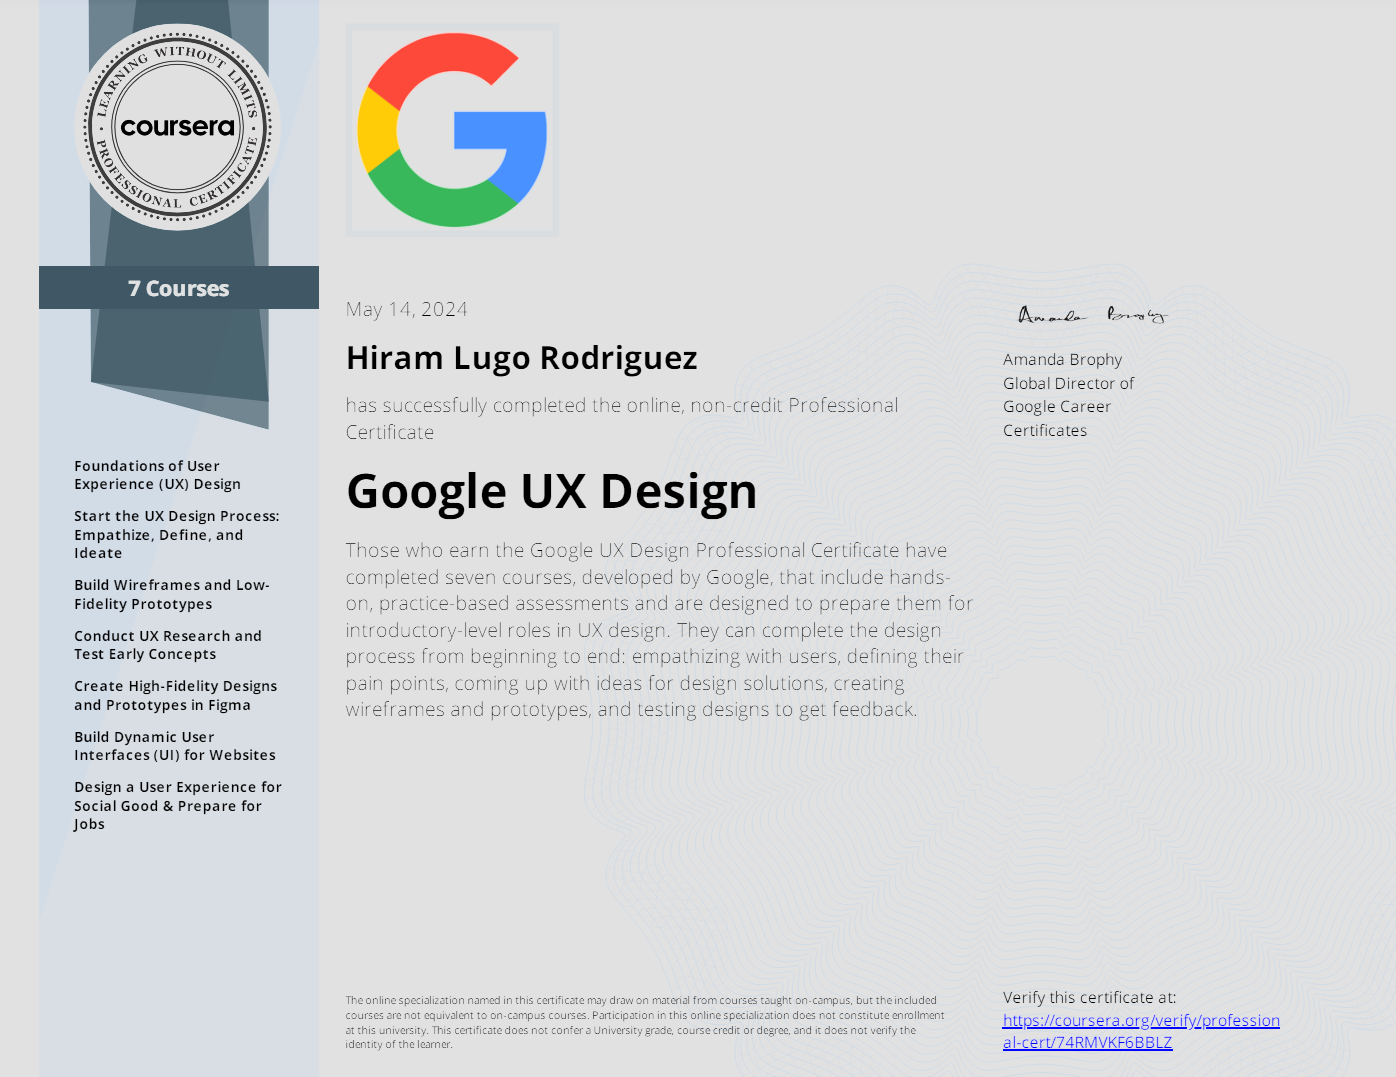 LEARNING WITHOUT LIMITS
coursera
PROFESSIONAL CERTIFICATE
7 Courses
Foundations of User
Experience (UX) Design
Start the UX Design Process:
Empathize, Define, and
Ideate
Build Wireframes and Low-
Fidelity Prototypes
Conduct UX Research and
Test Early Concepts
Create High-Fidelity Designs
and Prototypes in Figma
Build Dynamic User
Interfaces (UI) for Websites
Design a User Experience for
Social Good & Prepare for
Jobs
G
May 14, 2024
Hiram Lugo Rodriguez
has successfully completed the online, non-credit Professional
Certificate
Google UX Design
Those who earn the Google UX Design Professional Certificate have
completed seven courses, developed by Google, that include hands-
on, practice-based assessments and are designed to prepare them for
introductory-level roles in UX design. They can complete the design
process from beginning to end: empathizing with users, defining their
pain points, coming up with ideas for design solutions, creating
wireframes and prototypes, and testing designs to get feedback.
Amanda Brophy
Amanda Brophy
Global Director of
Google Career
Certificates
The online specialization named in this certificate may draw on material from courses taught on-campus, but the included
courses are not equivalent to on-campus courses. Participation in this online specialization does not constitute enrollment
at this university. This certificate does not confer a University grade, course credit or degree, and it does not verify the
identity of the learner.
Verify this certificate at:
https://coursera.org/verify/profession
al-cert/74RMVKF6BBLZ